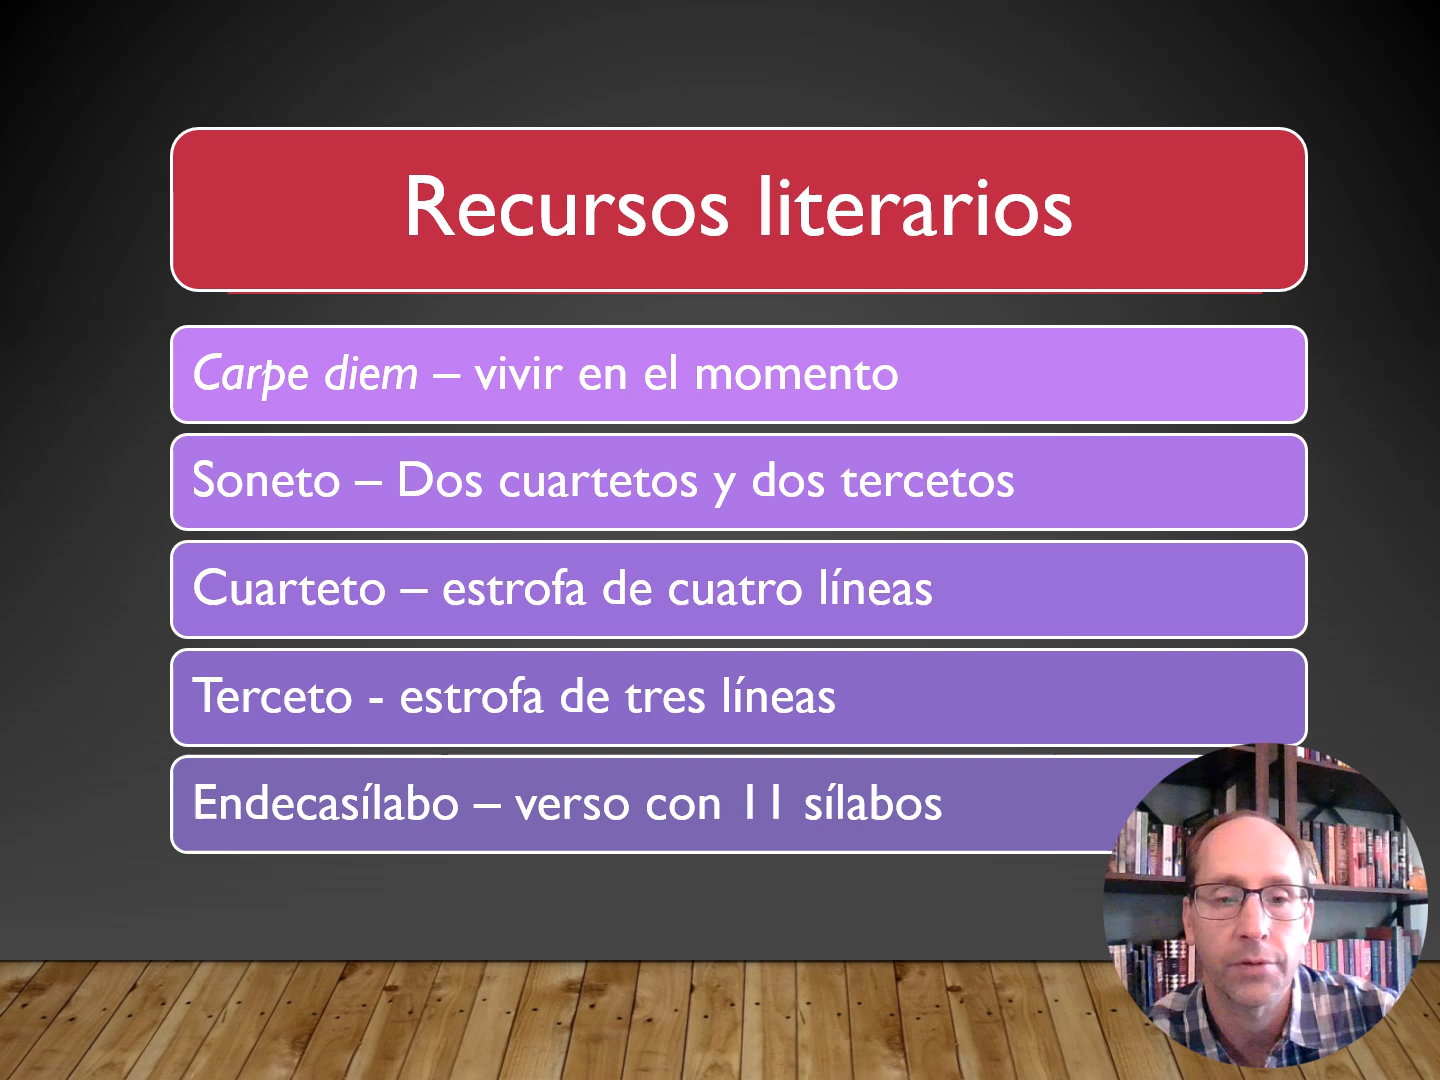 Recursos literarios
Carpe diem – vivir en el momento
Soneto – Dos cuartetos y dos tercetos
Cuarteto – estrofa de cuatro líneas
Terceto - estrofa de tres líneas
Endecasílabo – verso con 11 sílabos